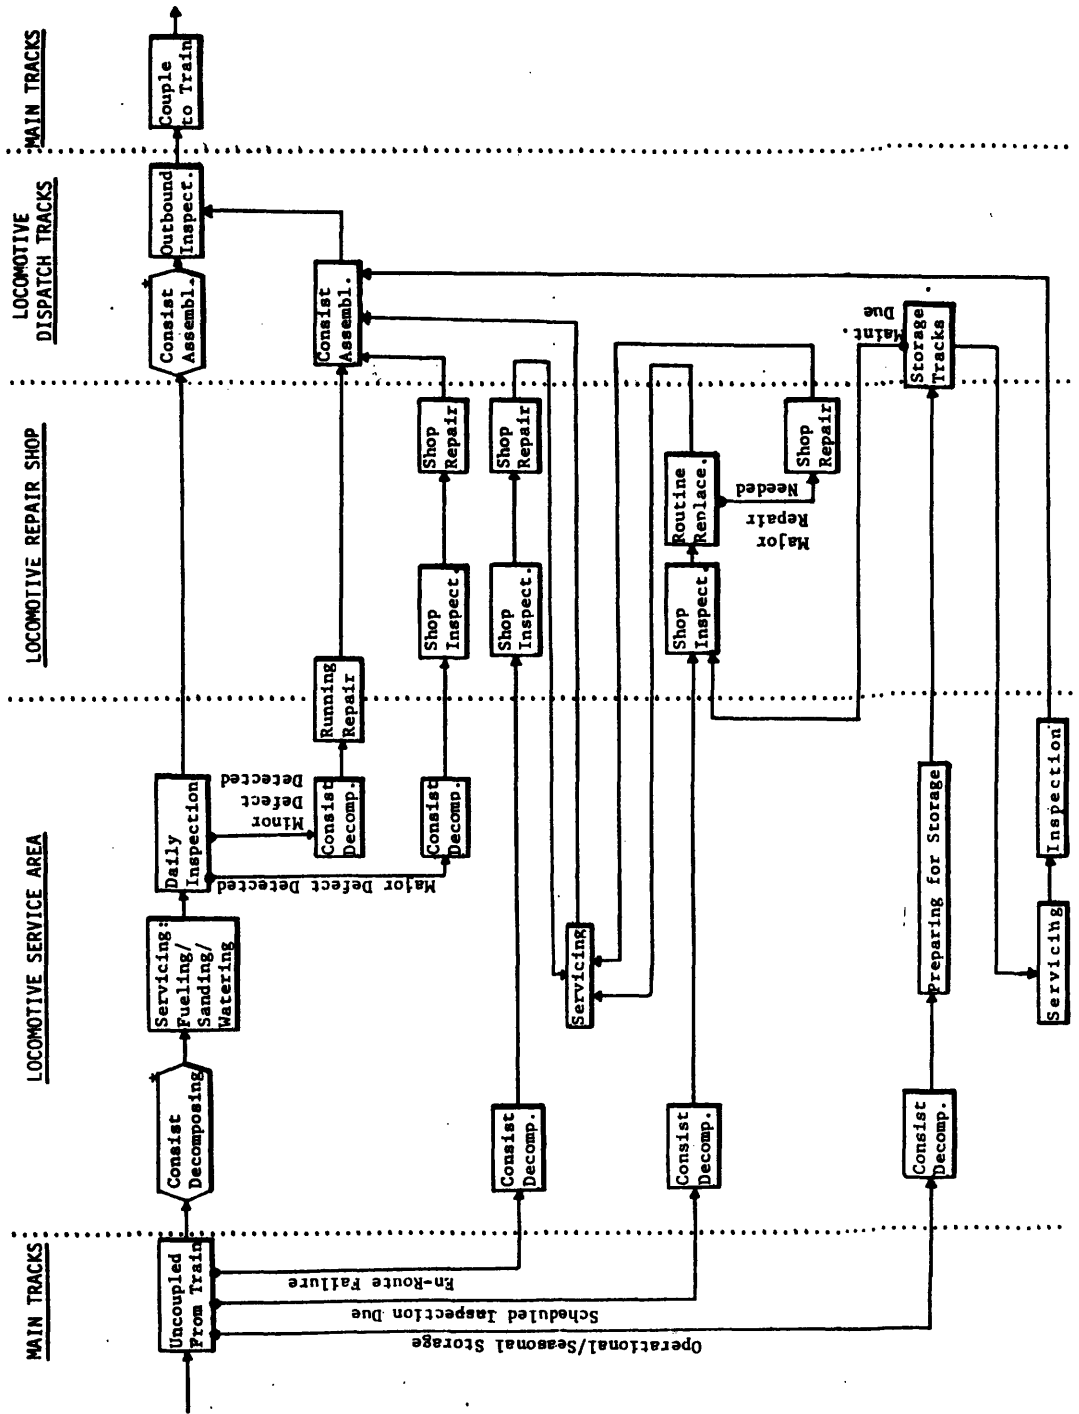 MAIN TRACKS
LOCOMOTIVE SERVICE AREA
LOCOMOTIVE REPAIR SHOP
LOCOMOTIVE
DISPATCH TRACKS
MAIN TRACKS
Uncoupled
From Train
*
Consist
Decomposing
Servicing:
Fueling/
Sanding/
Watering
Daily
Inspection
*
Consist
Assembl.
Outbound
Inspect.
Couple
to Train
Minor
Defect
Detected
Consist
Decomp.
Running
Repair
Consist
Assembl.
Major Defect Detected
Consist
Decomp.
Shop
Inspect.
Shop
Repair
En-Route Failure
Consist
Decomp.
Shop
Inspect.
Shop
Repair
Servicing
Scheduled Inspection Due
Consist
Decomp.
Shop
Inspect.
Routine
Replace.
Major
Repair
Needed
Shop
Repair
Operational/Seasonal Storage
Consist
Decomp.
Preparing for Storage
Storage
Tracks
Maint.
Due
Servicing
Inspection